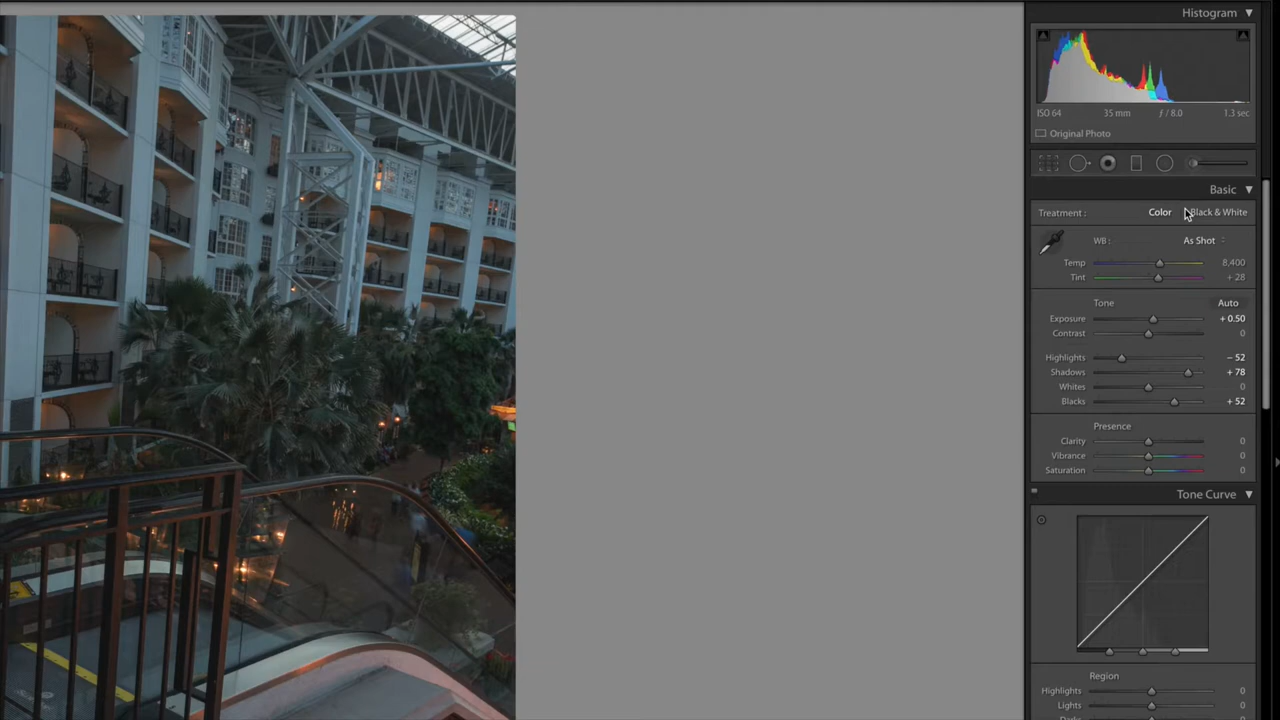 Histogram
ISO 64 35 mm ƒ / 8.0 1.3 sec
Original Photo
Basic
Treatment : Color Black & White
WB : As Shot
Temp 8,400
Tint + 28
Tone Auto
Exposure + 0.50
Contrast 0
Highlights − 52
Shadows + 78
Whites 0
Blacks + 52
Presence
Clarity 0
Vibrance 0
Saturation 0
Tone Curve
Region
Highlights 0
Lights 0